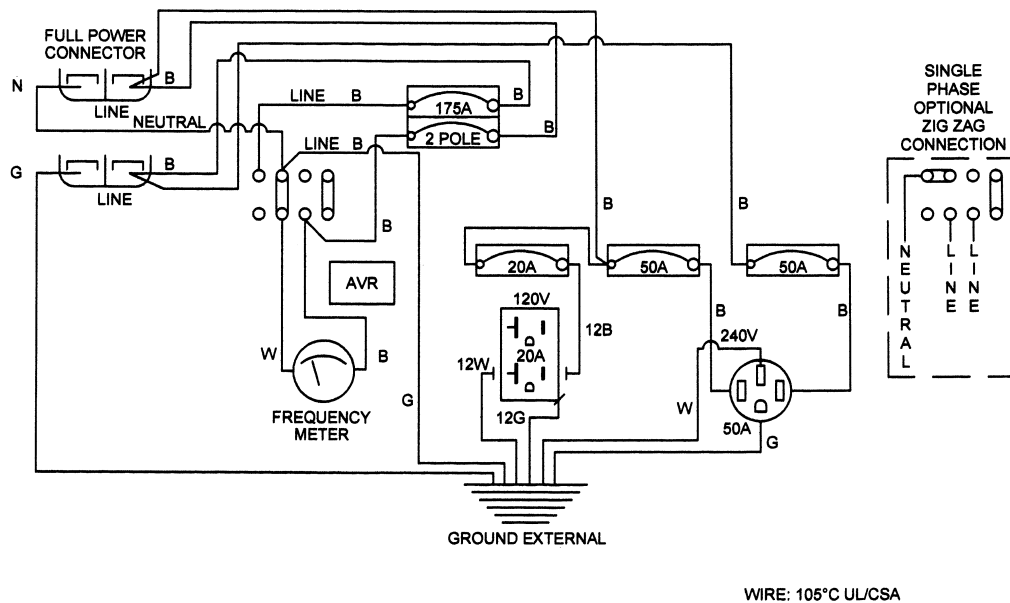 FULL POWER
CONNECTOR
N
B
LINE
NEUTRAL
G
B
LINE
LINE B
175A
B
LINE B
2 POLE
B
B
AVR
W
B
FREQUENCY
METER
G
B
B
20A
50A
50A
120V
20A
12B
12W
12G
B
240V
B
W
50A
G
GROUND EXTERNAL
SINGLE
PHASE
OPTIONAL
ZIG ZAG
CONNECTION
NEUTRAL
LINE
LINE
WIRE: 105°C UL/CSA